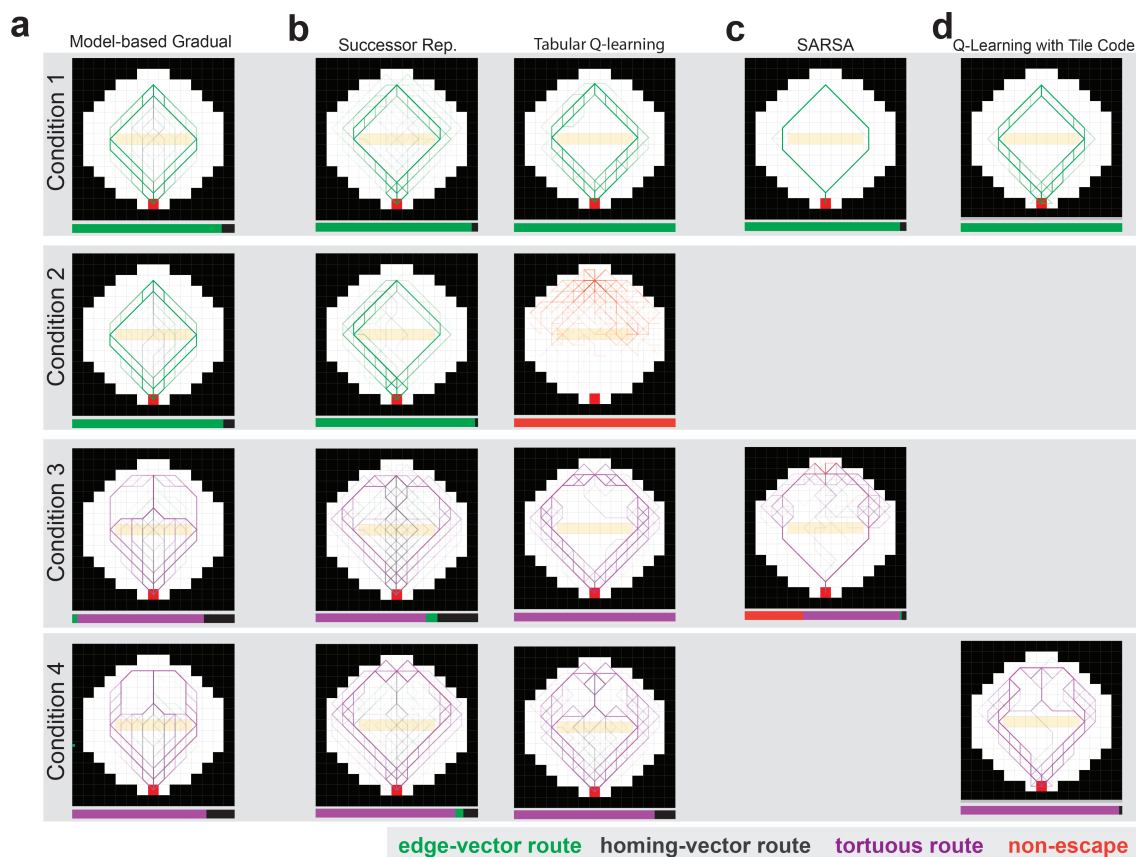 a
b
c
d
Model-based Gradual
Successor Rep.
Tabular Q-learning
SARSA
Q-Learning with Tile Code
Condition 1
Condition 2
Condition 3
Condition 4
edge-vector route homing-vector route tortuous route non-escape